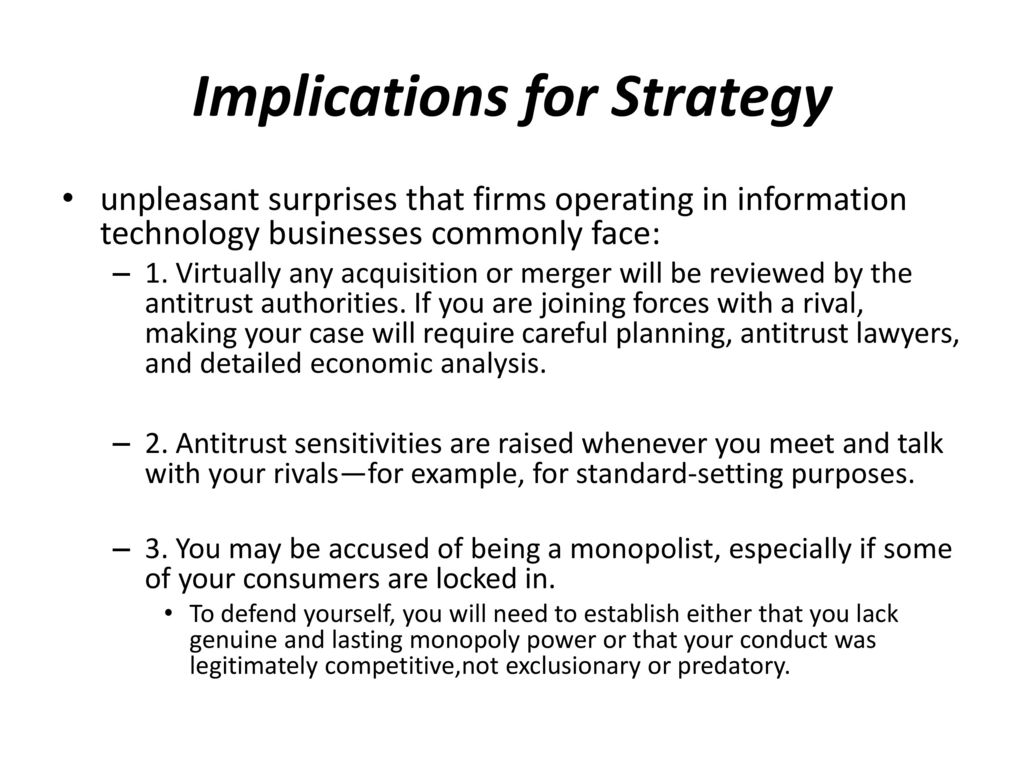 Implications for Strategy
• unpleasant surprises that firms operating in information
technology businesses commonly face:
– 1. Virtually any acquisition or merger will be reviewed by the
antitrust authorities. If you are joining forces with a rival,
making your case will require careful planning, antitrust lawyers,
and detailed economic analysis.
– 2. Antitrust sensitivities are raised whenever you meet and talk
with your rivals—for example, for standard-setting purposes.
– 3. You may be accused of being a monopolist, especially if some
of your consumers are locked in.
• To defend yourself, you will need to establish either that you lack
genuine and lasting monopoly power or that your conduct was
legitimately competitive,not exclusionary or predatory.